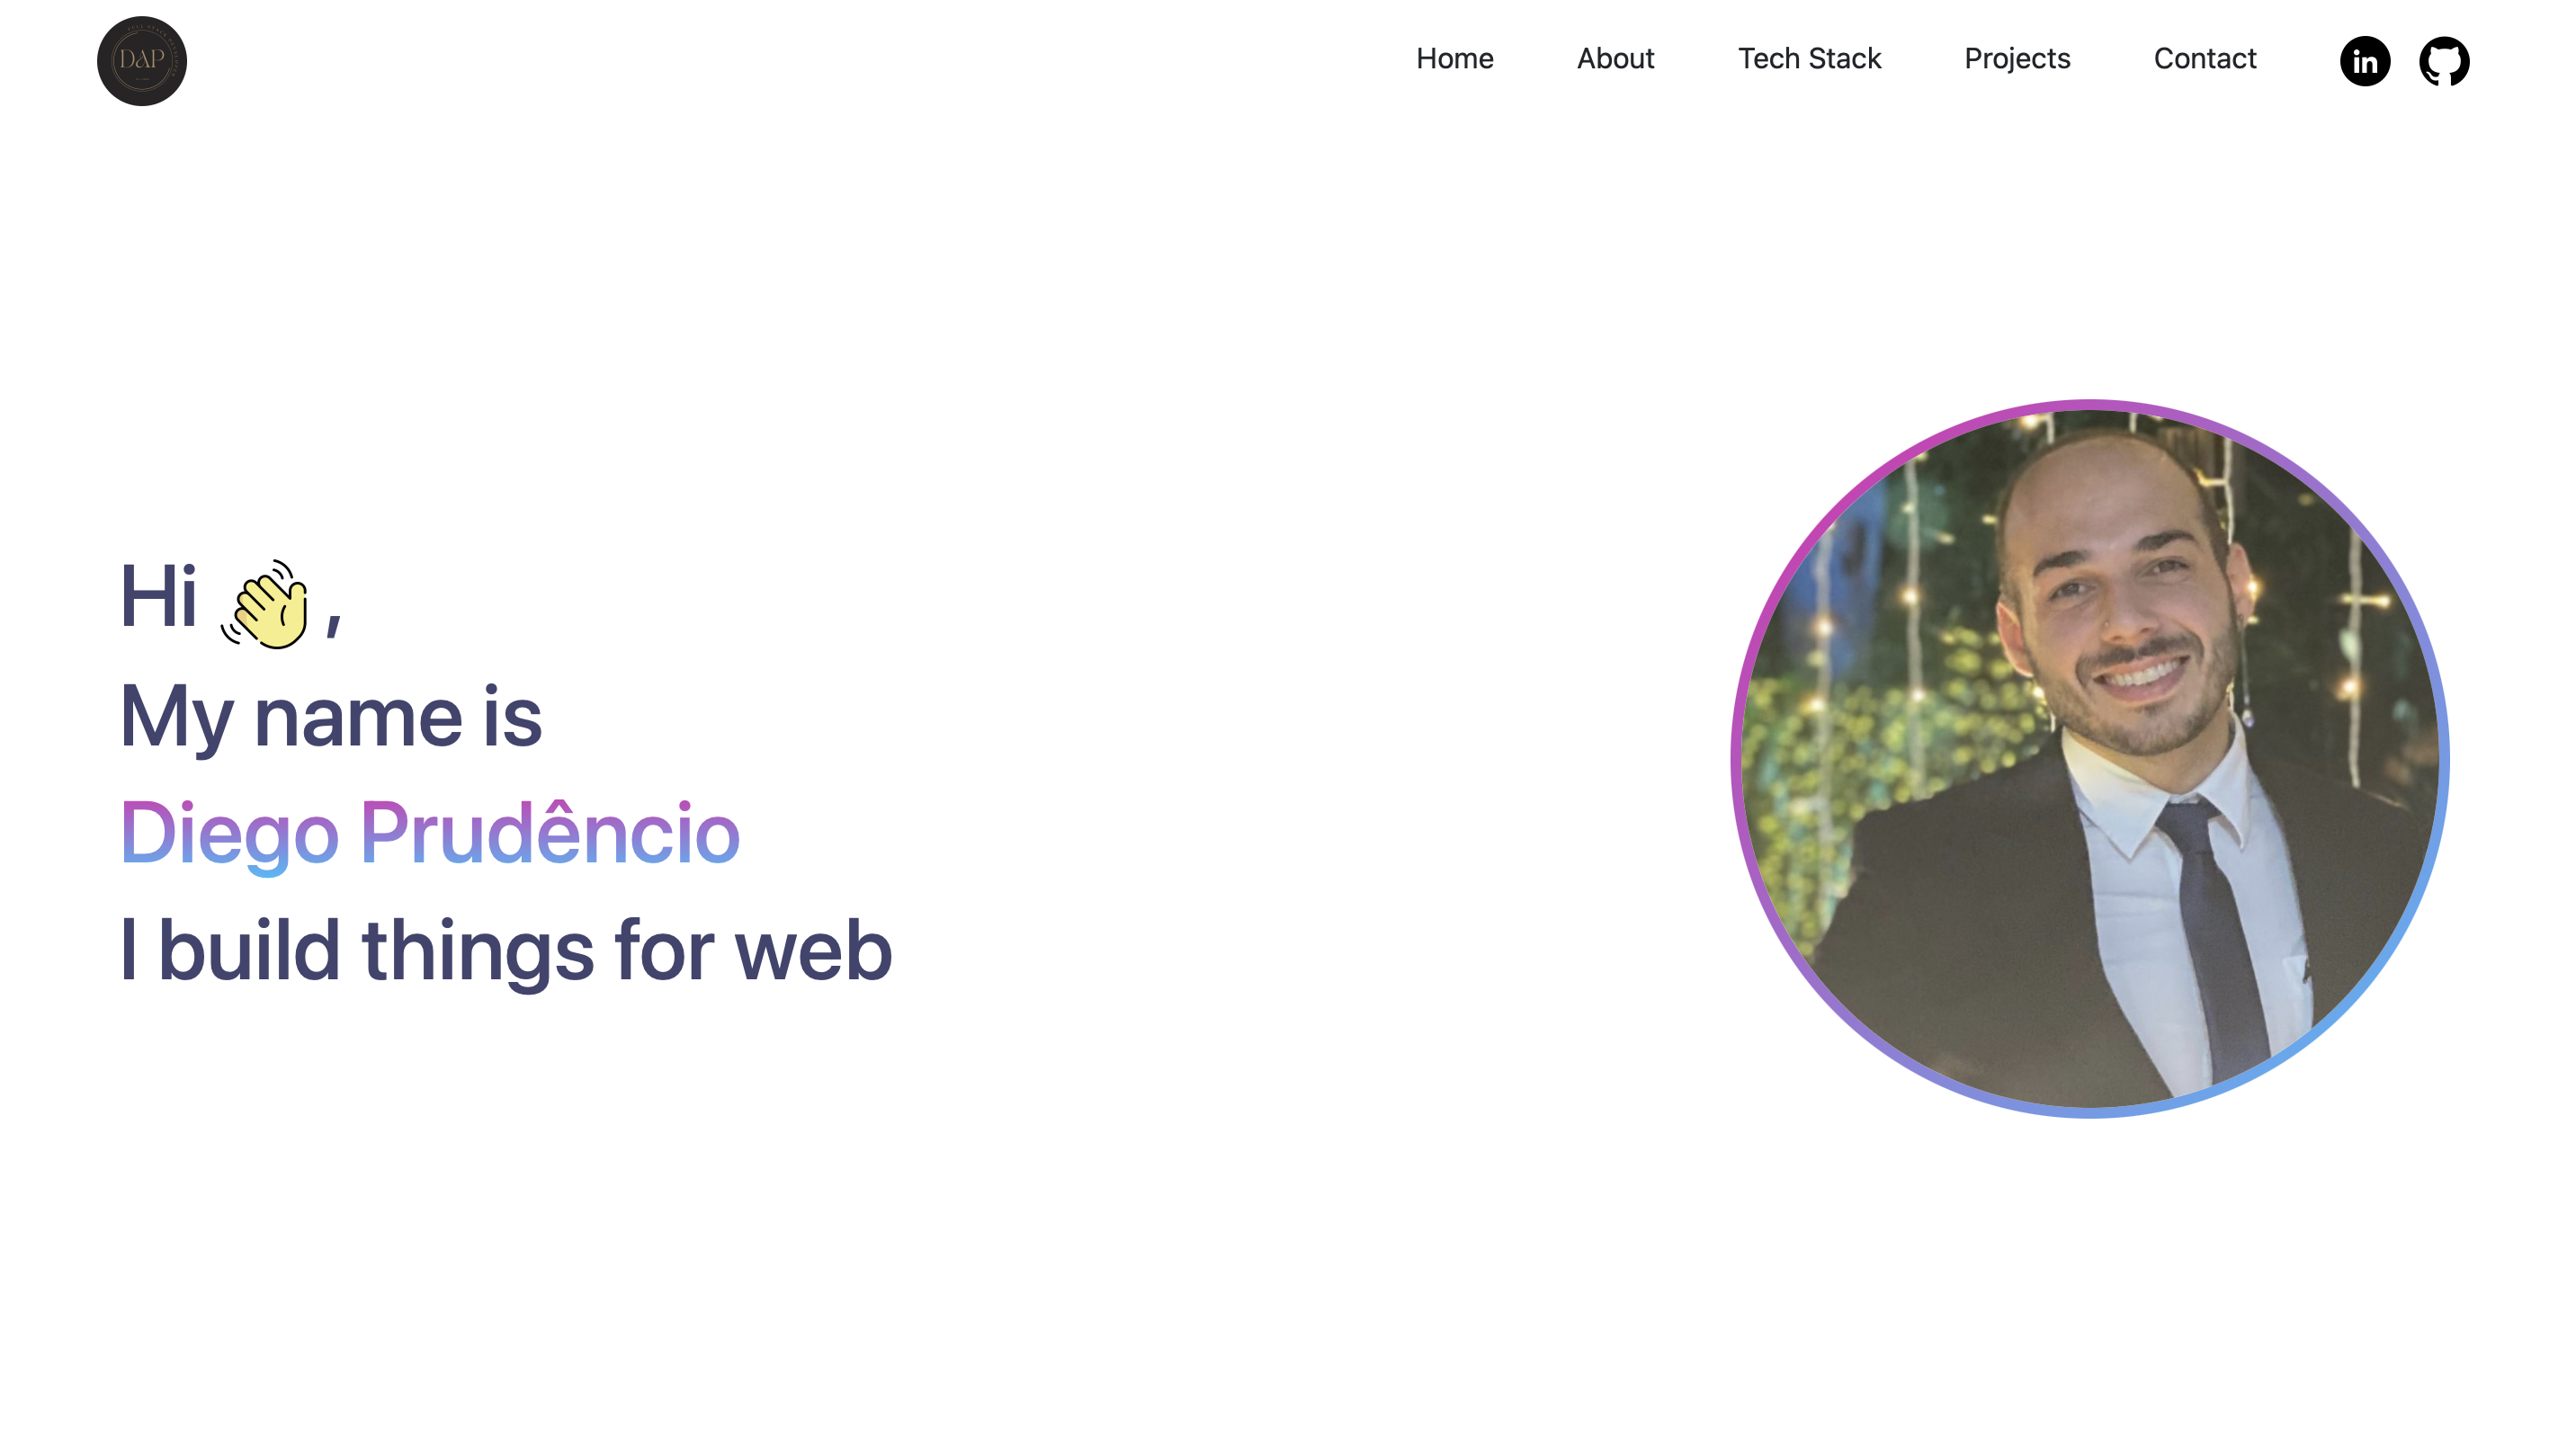 DAP
Home
About
Tech Stack
Projects
Contact
in
Hi 👋 ,
My name is
Diego Prudêncio
I build things for web